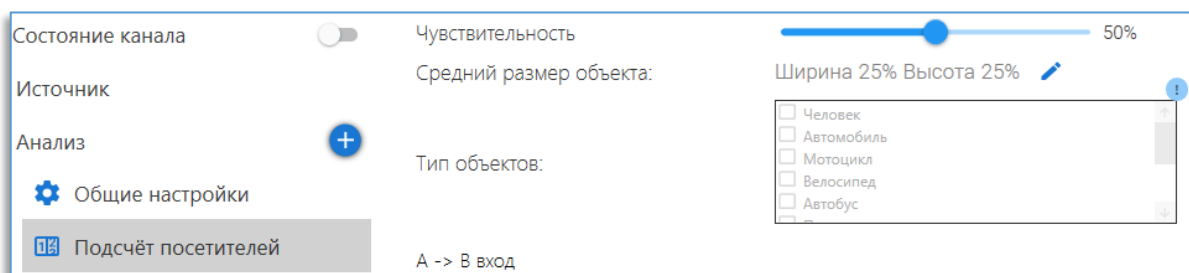 Состояние канала
Источник
Анализ
Общие настройки
Подсчёт посетителей
Чувствительность
50%
Средний размер объекта:
Ширина 25% Высота 25%
!
Тип объектов:
Человек
Автомобиль
Мотоцикл
Велосипед
Автобус
A -> B вход